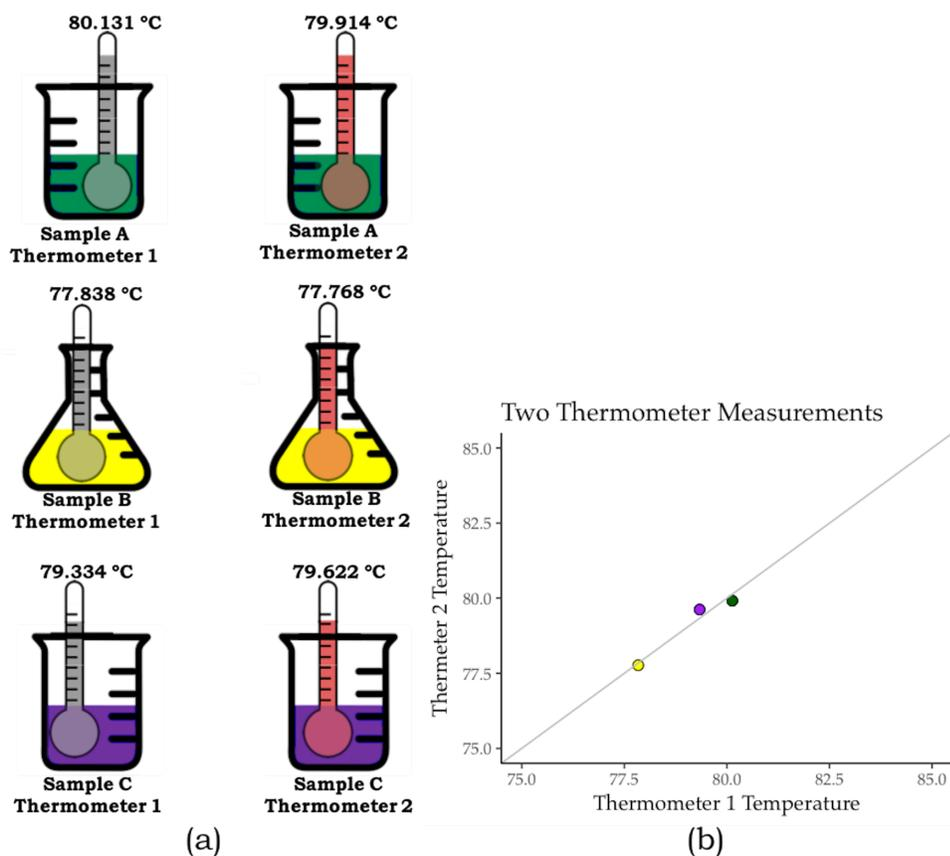 80.131 °C
79.914 °C
Sample A
Thermometer 1
Sample A
Thermometer 2
77.838 °C
77.768 °C
Sample B
Thermometer 1
Sample B
Thermometer 2
79.334 °C
79.622 °C
Sample C
Thermometer 1
Sample C
Thermometer 2
(a)
Two Thermometer Measurements
Thermeter 2 Temperature
85.0
82.5
80.0
77.5
75.0
75.0 77.5 80.0 82.5 85.0
Thermometer 1 Temperature
(b)